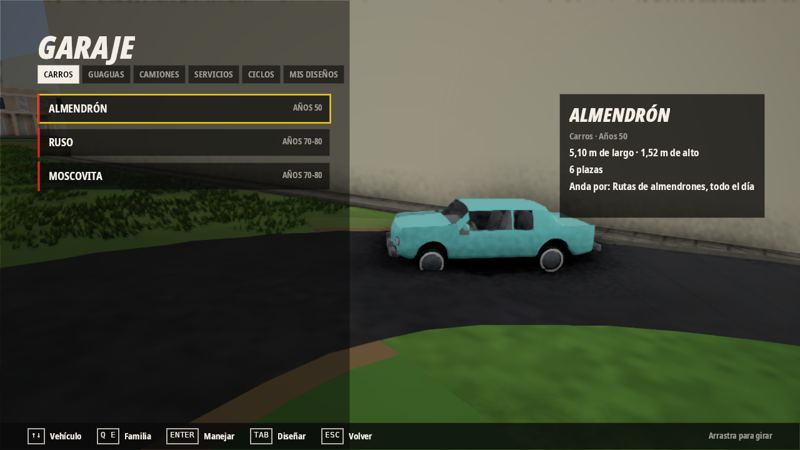 GARAJE
CARROS GUAGUAS CAMIONES SERVICIOS CICLOS MIS DISEÑOS
ALMENDRÓN AÑOS 50
RUSO AÑOS 70-80
MOSCOVITA AÑOS 70-80
ALMENDRÓN
Carros · Años 50
5,10 m de largo · 1,52 m de alto
6 plazas
Anda por: Rutas de almendrones, todo el día
↑↓ Vehículo Q E Familia ENTER Manejar TAB Diseñar ESC Volver Arrastra para girar